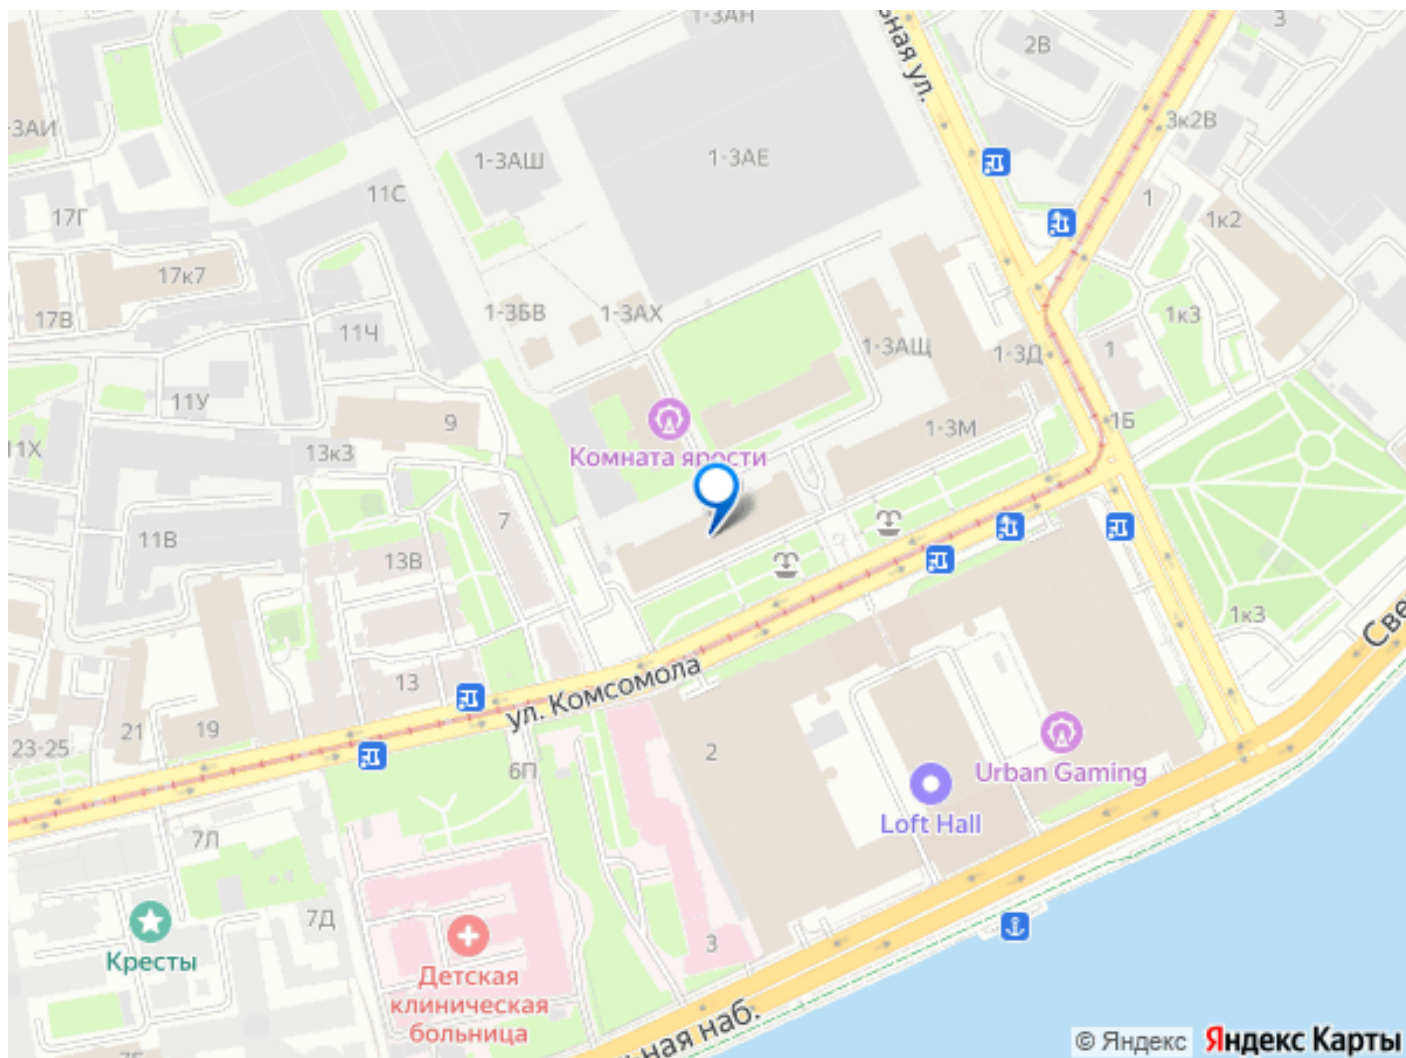 1-3АН
3
2В
ьная ул.
-3АИ
3к2В
1-3АШ
1-3АЕ
11С
1
1к2
17Г
17к7
1-3БВ
1-3АХ
17В
11Ч
1к3
1-3АЩ
1-3Д
1
11У
9
1Б
1-3М
11Х
13к3
Комната ярости
7
11В
13В
1к3
Све
13
ул. Комсомола
21
19
23-25
2
6П
Urban Gaming
Loft Hall
7Л
7Д
3
Кресты
Детская
клиническая
больница
ьная наб.
© Яндекс
Яндекс Карты